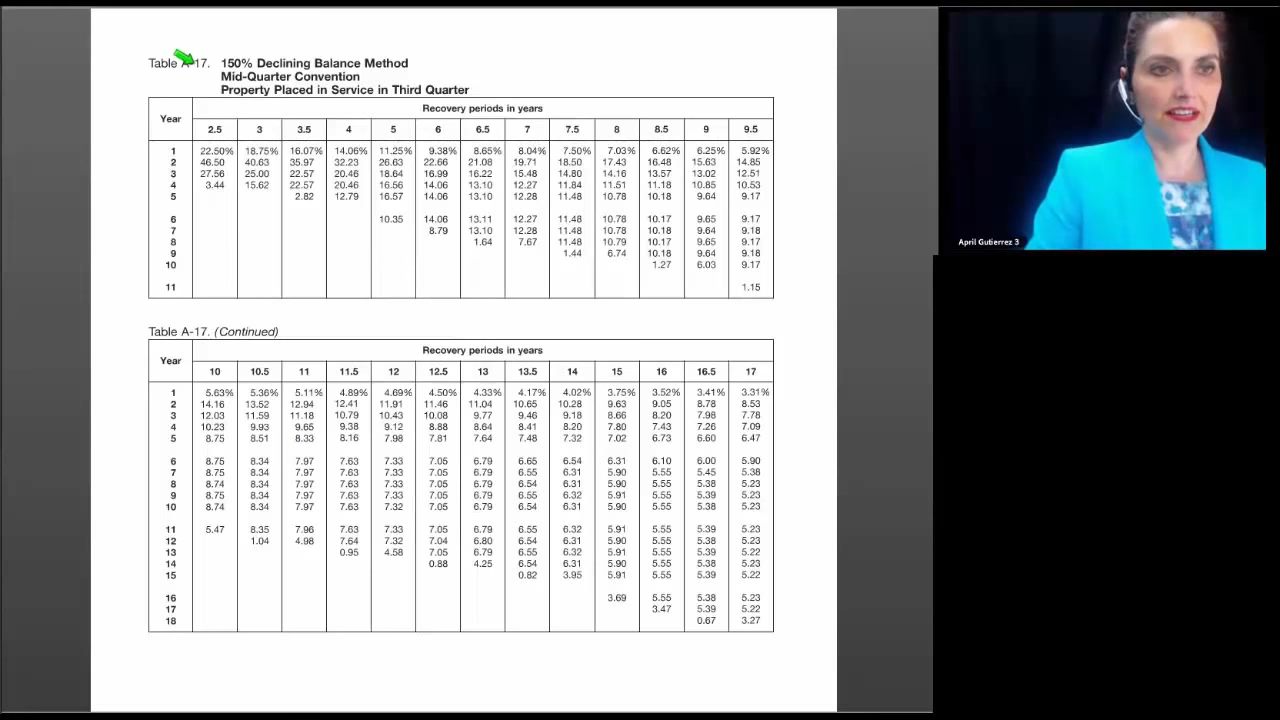 Table A-17. 150% Declining Balance Method
Mid-Quarter Convention
Property Placed in Service in Third Quarter
Year Recovery periods in years
2.5 3 3.5 4 5 6 6.5 7 7.5 8 8.5 9 9.5
1 22.50% 18.75% 16.07% 14.06% 11.25% 9.38% 8.65% 8.04% 7.50% 7.03% 6.62% 6.25% 5.92%
2 46.50 40.63 35.97 32.23 26.63 22.66 21.08 19.71 18.50 17.43 16.48 15.63 14.85
3 27.56 25.00 22.57 20.46 18.64 16.99 16.22 15.48 14.80 14.16 13.57 13.02 12.51
4 3.44 15.62 22.57 20.46 16.56 14.06 13.10 12.27 11.84 11.51 11.18 10.85 10.53
5 2.82 12.79 16.57 14.06 13.10 12.28 11.48 10.78 10.18 9.64 9.17
6 10.35 14.06 13.11 12.27 11.48 10.78 10.17 9.65 9.17
7 8.79 13.10 12.28 11.48 10.78 10.18 9.64 9.18
8 1.64 7.67 11.48 10.79 10.17 9.65 9.17
9 1.44 6.74 10.18 9.64 9.18
10 1.27 6.03 9.17
11 1.15
Table A-17. (Continued)
Year Recovery periods in years
10 10.5 11 11.5 12 12.5 13 13.5 14 15 16 16.5 17
1 5.63% 5.36% 5.11% 4.89% 4.69% 4.50% 4.33% 4.17% 4.02% 3.75% 3.52% 3.41% 3.31%
2 14.16 13.52 12.94 12.41 11.91 11.46 11.04 10.65 10.28 9.63 9.05 8.78 8.53
3 12.03 11.59 11.18 10.79 10.43 10.08 9.77 9.46 9.18 8.66 8.20 7.98 7.78
4 10.23 9.93 9.65 9.38 9.12 8.88 8.64 8.41 8.20 7.80 7.43 7.26 7.09
5 8.75 8.51 8.33 8.16 7.98 7.81 7.64 7.48 7.32 7.02 6.73 6.60 6.47
6 8.75 8.34 7.97 7.63 7.33 7.05 6.79 6.65 6.54 6.31 6.10 6.00 5.90
7 8.75 8.34 7.97 7.63 7.33 7.05 6.79 6.55 6.31 5.90 5.55 5.45 5.38
8 8.74 8.34 7.97 7.63 7.33 7.05 6.79 6.54 6.31 5.90 5.55 5.38 5.23
9 8.75 8.34 7.97 7.63 7.33 7.05 6.79 6.55 6.32 5.91 5.55 5.39 5.23
10 8.74 8.34 7.97 7.63 7.32 7.05 6.79 6.54 6.31 5.90 5.55 5.38 5.23
11 5.47 8.35 7.96 7.63 7.33 7.05 6.79 6.55 6.32 5.91 5.55 5.39 5.23
12 1.04 4.98 7.64 7.32 7.04 6.80 6.54 6.31 5.90 5.55 5.38 5.23
13 0.95 4.58 7.05 6.79 6.55 6.32 5.91 5.55 5.39 5.22
14 0.88 4.25 6.54 6.31 5.90 5.55 5.38 5.23
15 0.82 3.95 5.91 5.55 5.39 5.22
16 3.69 5.55 5.38 5.23
17 3.47 5.39 5.22
18 0.67 3.27
April Gutierrez 3